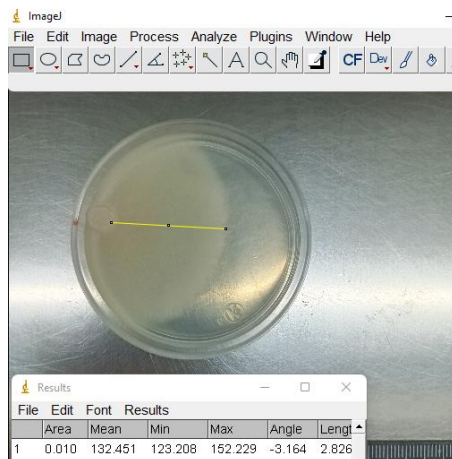 ImageJ
File Edit Image Process Analyze Plugins Window Help
A CF Dev
Results
File Edit Font Results
Area Mean Min Max Angle Lengt
1 0.010 132.451 123.208 152.229 -3.164 2.826